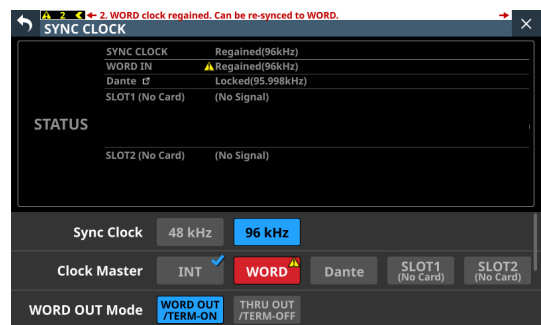 2 2. WORD clock regained. Can be re-synced to WORD.
SYNC CLOCK
SYNC CLOCK Regained(96kHz)
WORD IN Regained(96kHz)
Dante Locked(95.998kHz)
SLOT1 (No Card) (No Signal)
STATUS
SLOT2 (No Card) (No Signal)
Sync Clock 48 kHz 96 kHz
Clock Master INT WORD Dante SLOT1 (No Card) SLOT2 (No Card)
WORD OUT Mode WORD OUT /TERM-ON THRU OUT /TERM-OFF